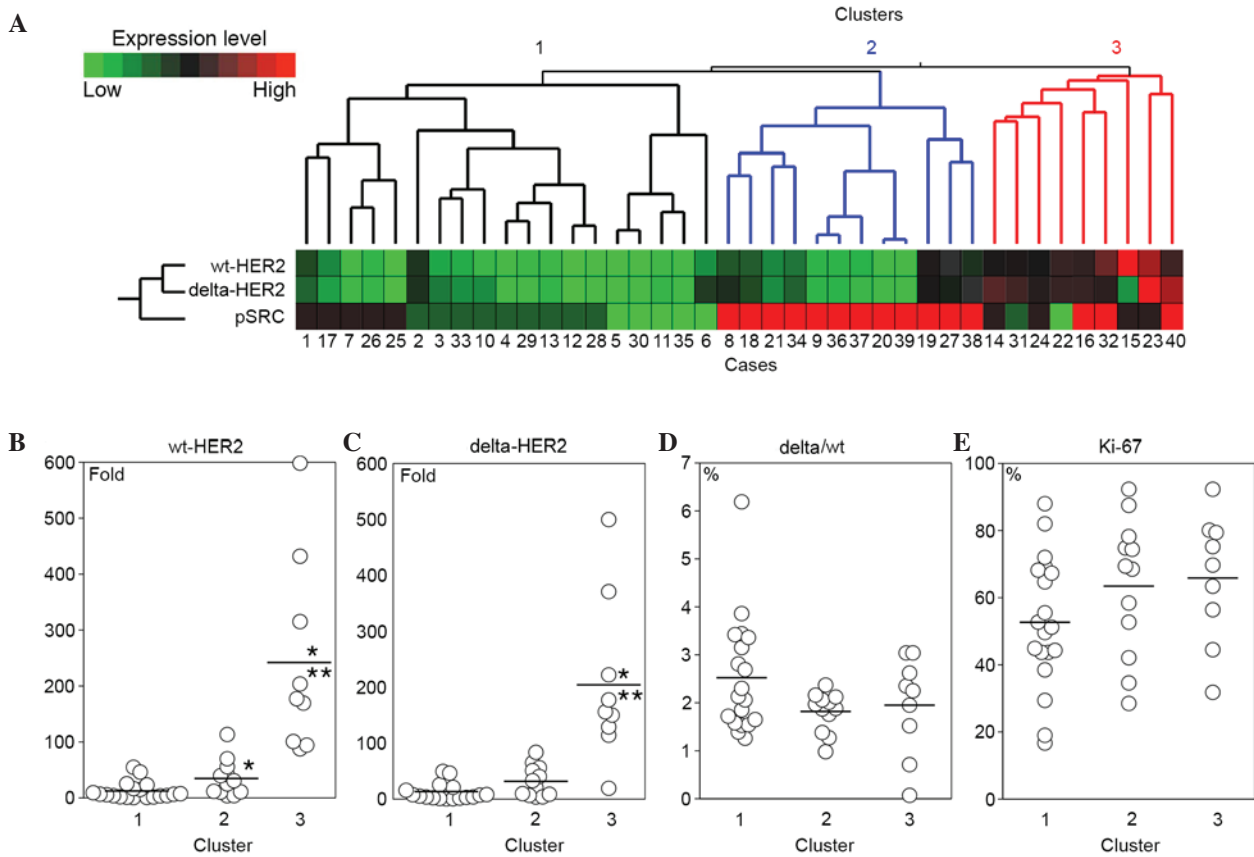 A
Clusters
Expression level
Low High
1 2 3
wt-HER2
delta-HER2
pSRC
1 17 7 26 25 2 3 33 10 4 29 13 12 28 5 30 11 35 6 8 18 21 34 9 36 37 20 39 19 27 38 14 31 24 22 16 32 15 23 40
Cases
B
wt-HER2
Fold
600
500
400
300
200
100
0
*
**
*
1 2 3
Cluster
C
delta-HER2
Fold
600
500
400
300
200
100
0
*
**
1 2 3
Cluster
D
delta/wt
%
7
6
5
4
3
2
1
0
1 2 3
Cluster
E
Ki-67
%
100
80
60
40
20
0
1 2 3
Cluster